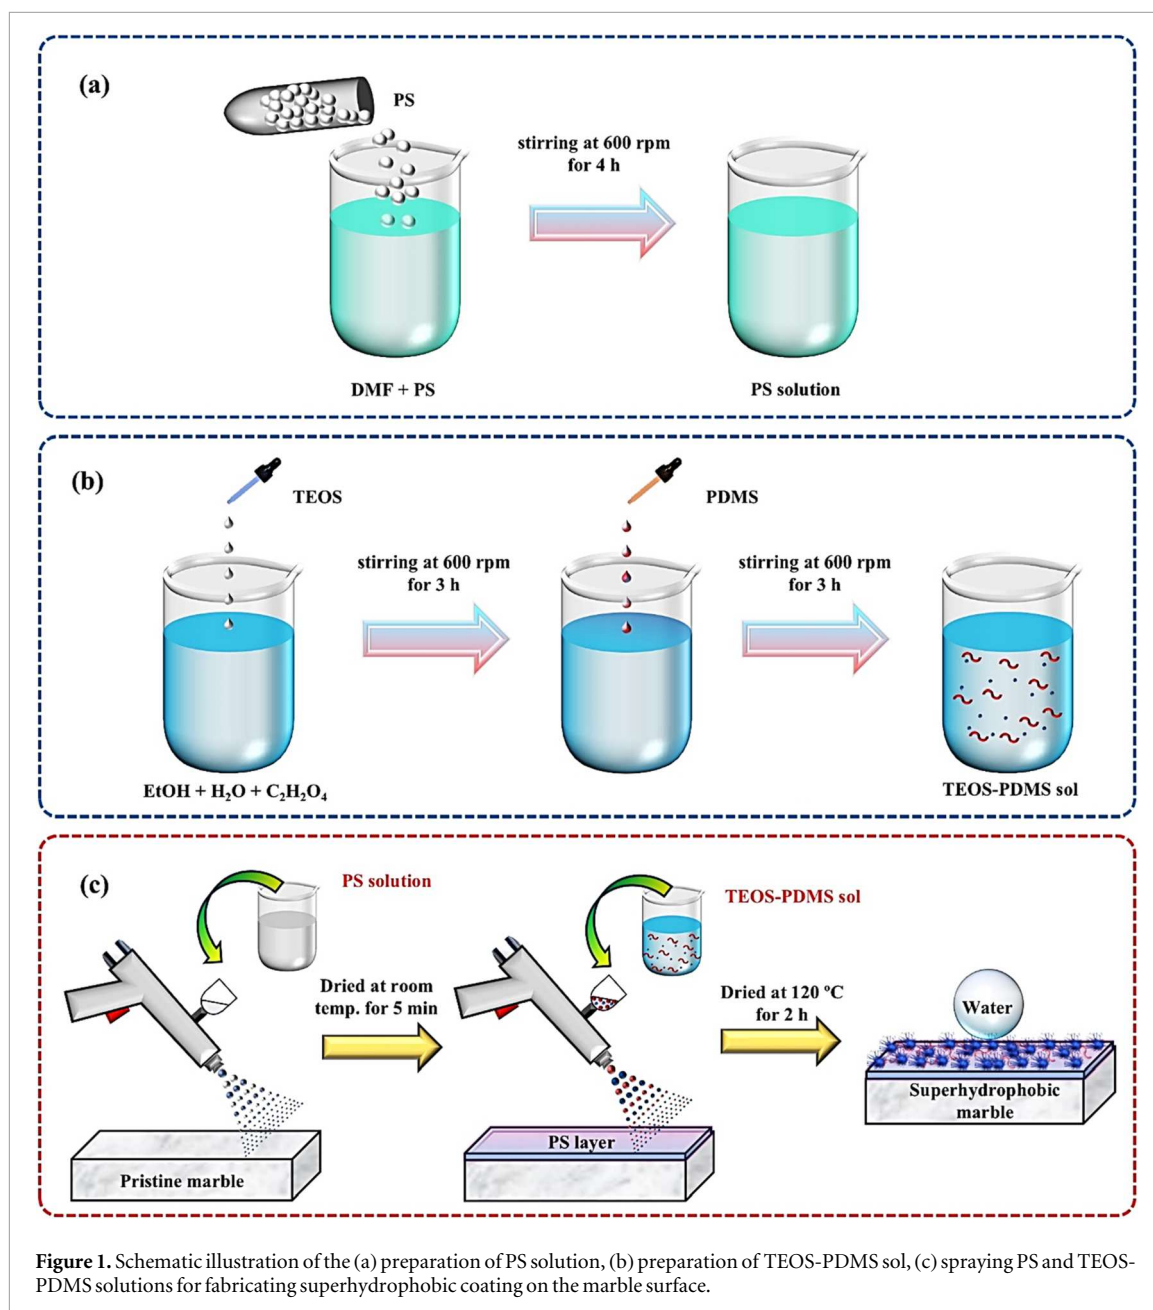 (a)
PS
stirring at 600 rpm
for 4 h
DMF + PS
PS solution
(b)
TEOS
stirring at 600 rpm
for 3 h
PDMS
stirring at 600 rpm
for 3 h
EtOH + H₂O + C₂H₂O₄
TEOS-PDMS sol
(c)
PS solution
Dried at room
temp. for 5 min
Pristine marble
TEOS-PDMS sol
PS layer
Dried at 120 ºC
for 2 h
Water
Superhydrophobic
marble
Figure 1. Schematic illustration of the (a) preparation of PS solution, (b) preparation of TEOS-PDMS sol, (c) spraying PS and TEOS-
PDMS solutions for fabricating superhydrophobic coating on the marble surface.